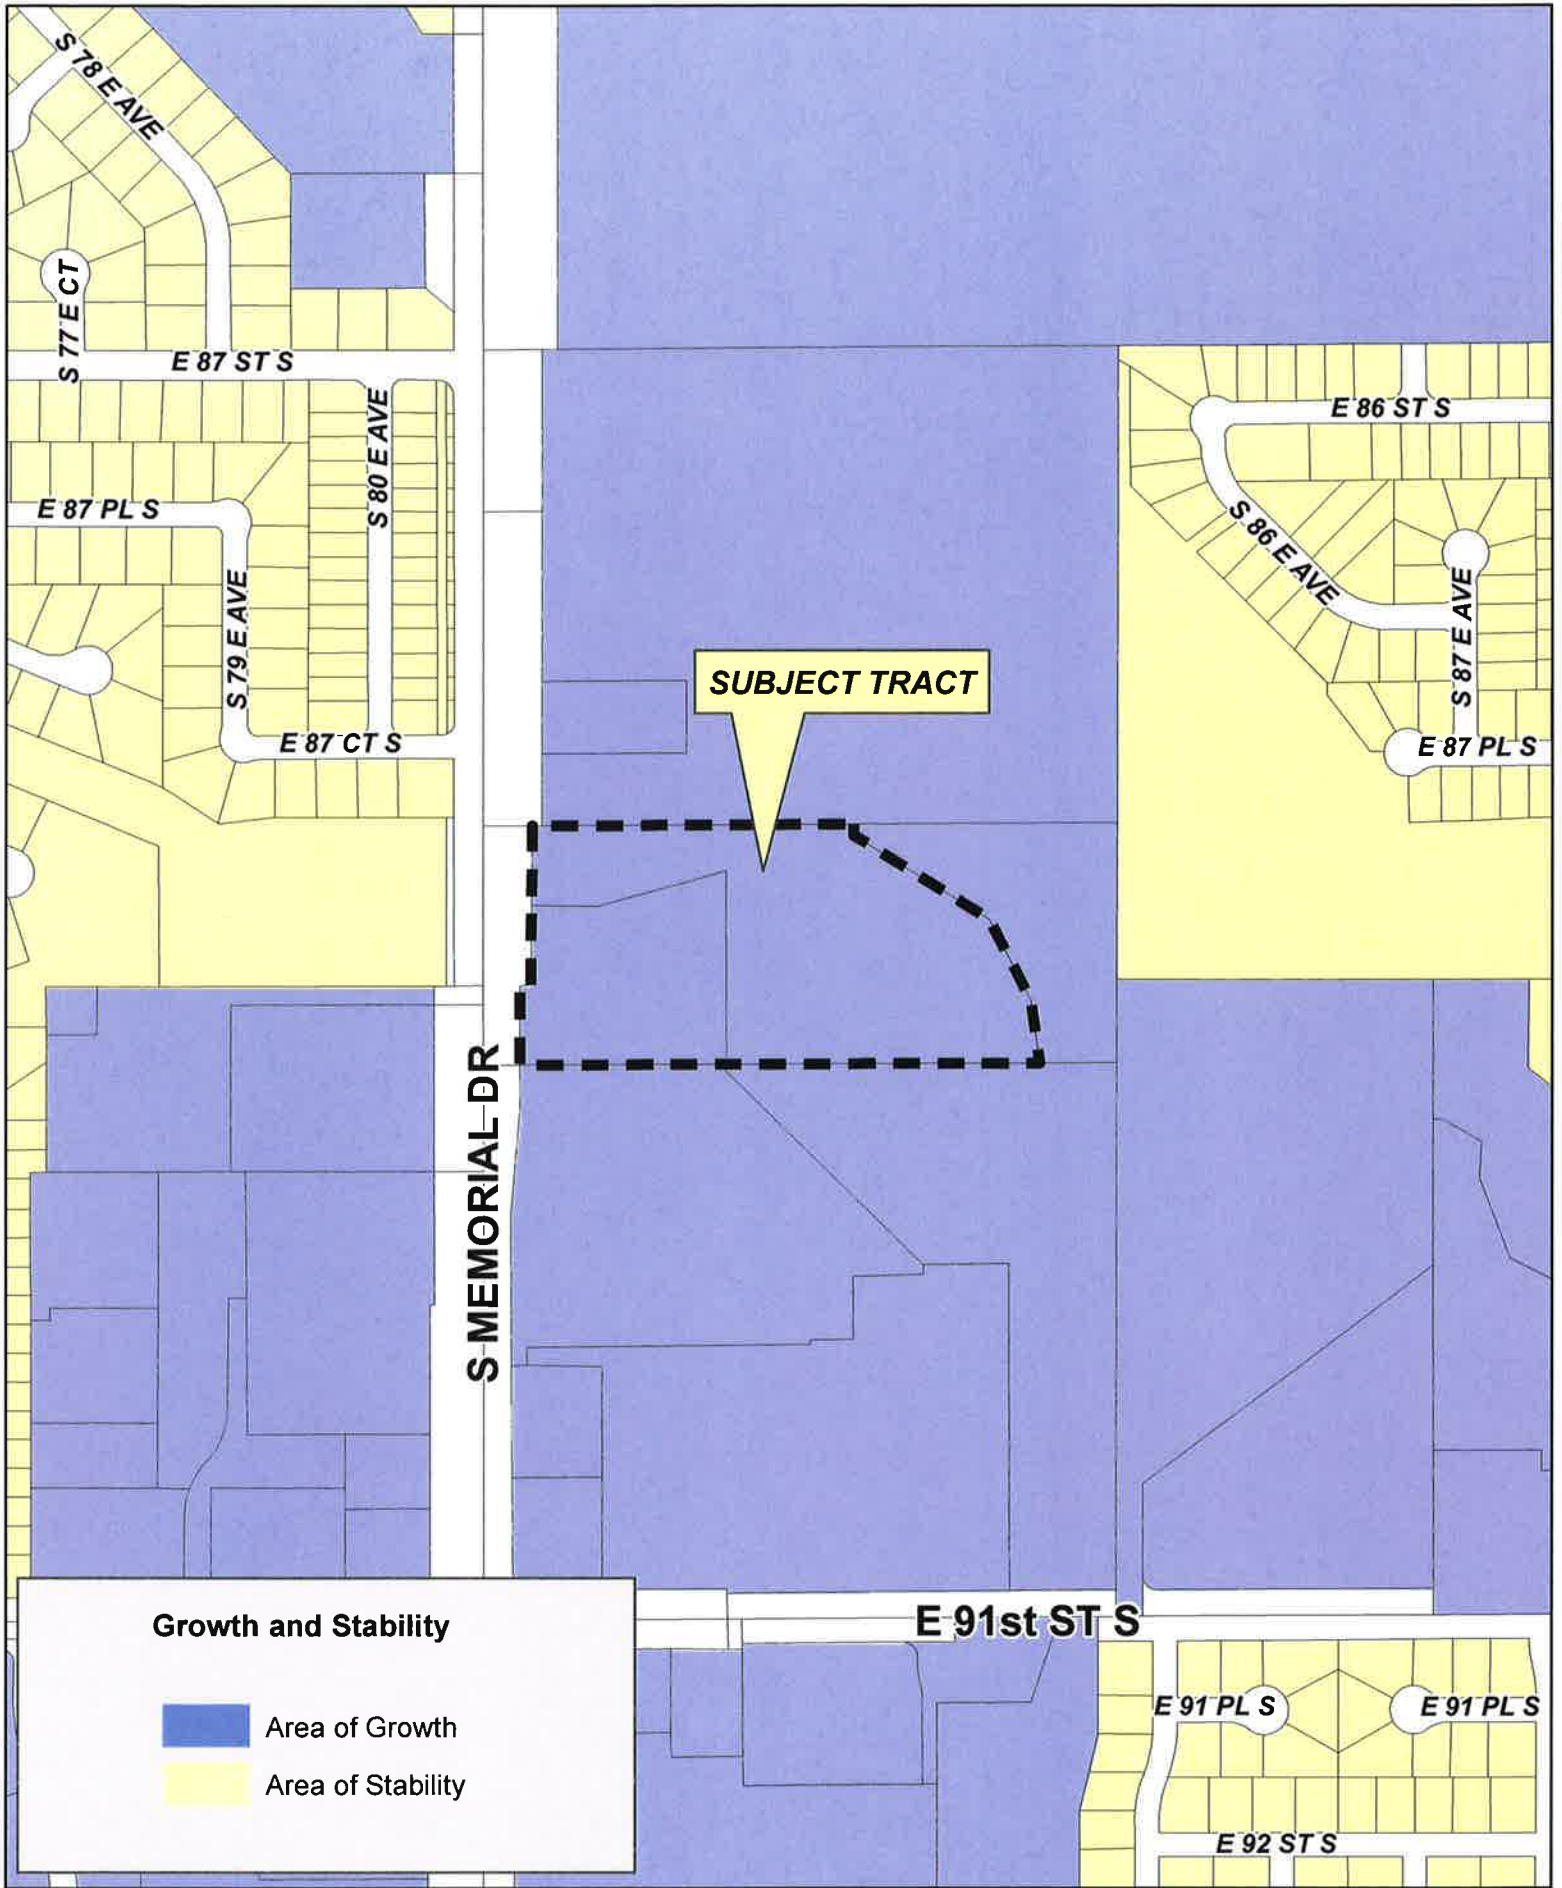 S 78 E AVE
S 77 E CT
E 87 ST S
E 86 ST S
S 80 E AVE
E 87 PL S
S 86 E AVE
S 79 E AVE
S 87 E AVE
SUBJECT TRACT
E 87 CT S
E 87 PL S
S MEMORIAL DR
E 91st ST S
Growth and Stability
Area of Growth
Area of Stability
E 91 PL S
E 91 PL S
E 92 ST S